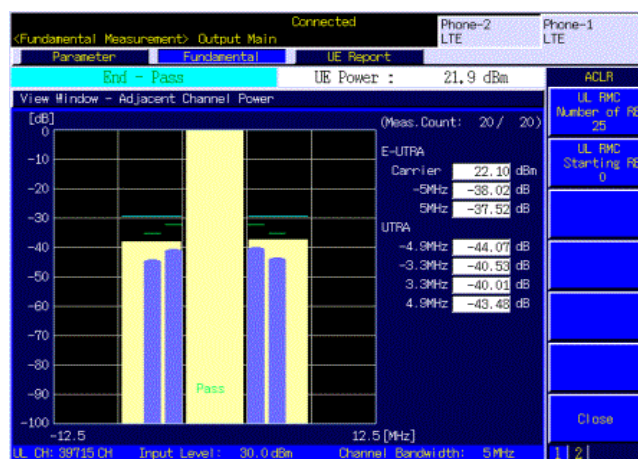 Connected
Phone-2 Phone-1
LTE LTE
<Fundamental Measurement> Output Main
Parameter Fundamental UE Report
End - Pass UE Power : 21.9 dBm ACLR
View Window - Adjacent Channel Power
UL RMC
Number of RB
25
UL RMC
Starting RB
0
[dB] (Meas.Count: 20/ 20)
0
-10
-20
-30
-40
-50
-60
-70
-80
-90
-100
E-UTRA
Carrier 22.10 dBm
-5MHz -38.02 dB
5MHz -37.52 dB
UTRA
-4.9MHz -44.07 dB
-3.3MHz -40.53 dB
3.3MHz -40.01 dB
4.9MHz -43.48 dB
Pass
-12.5 12.5[MHz]
Close
UL CH: 39715CH Input Level: 30.0dBm Channel Bandwidth: 5MHz
1 2